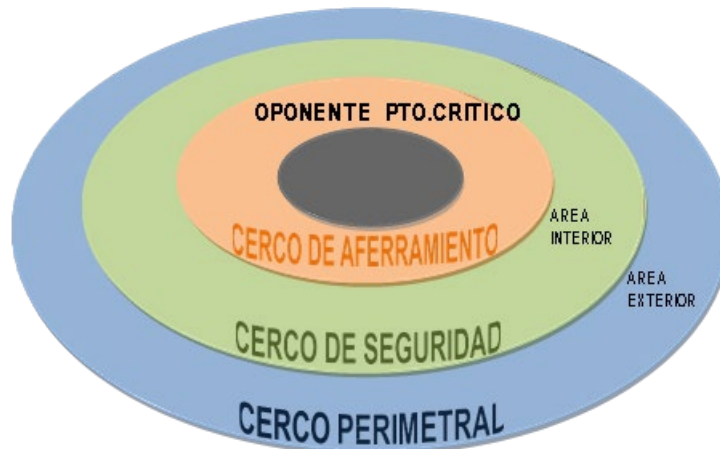 OPONENTE PTO.CRITICO
CERCO DE AFERRAMIENTO
AREA
INTERIOR
AREA
EXTERIOR
CERCO DE SEGURIDAD
CERCO PERIMETRAL